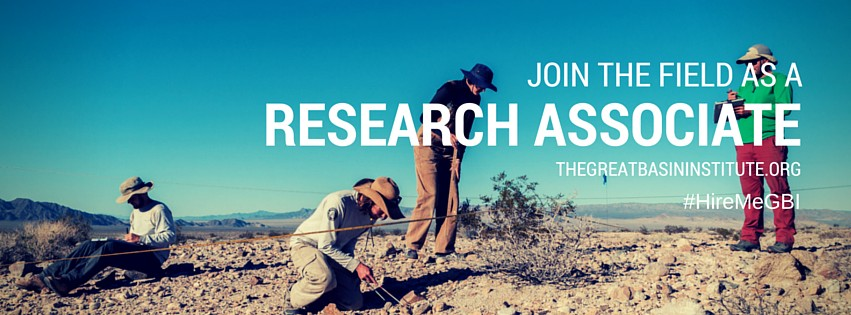 JOIN THE FIELD AS A
RESEARCH ASSOCIATE
THEGREATBASININSTITUTE.ORG
#HireMeGBI